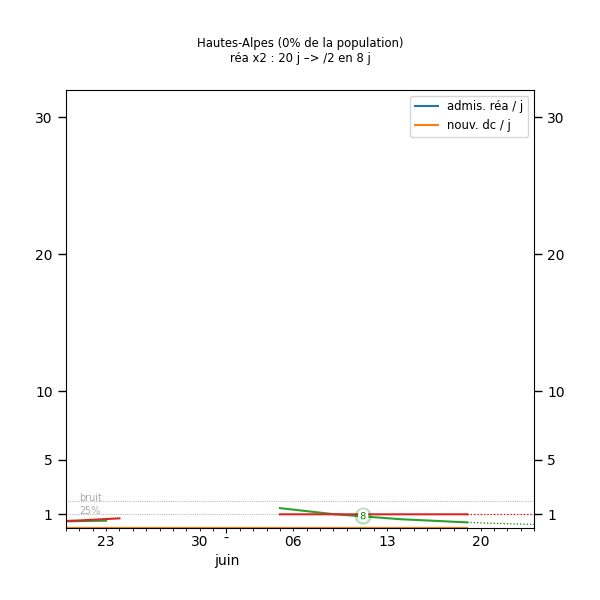 Hautes-Alpes (0% de la population)
réa x2 : 20 j –> /2 en 8 j
admis. réa / j
nouv. dc / j
30 30
20 20
10 10
5 5
bruit
25%
1 8 1
23 30 - 06 13 20
juin